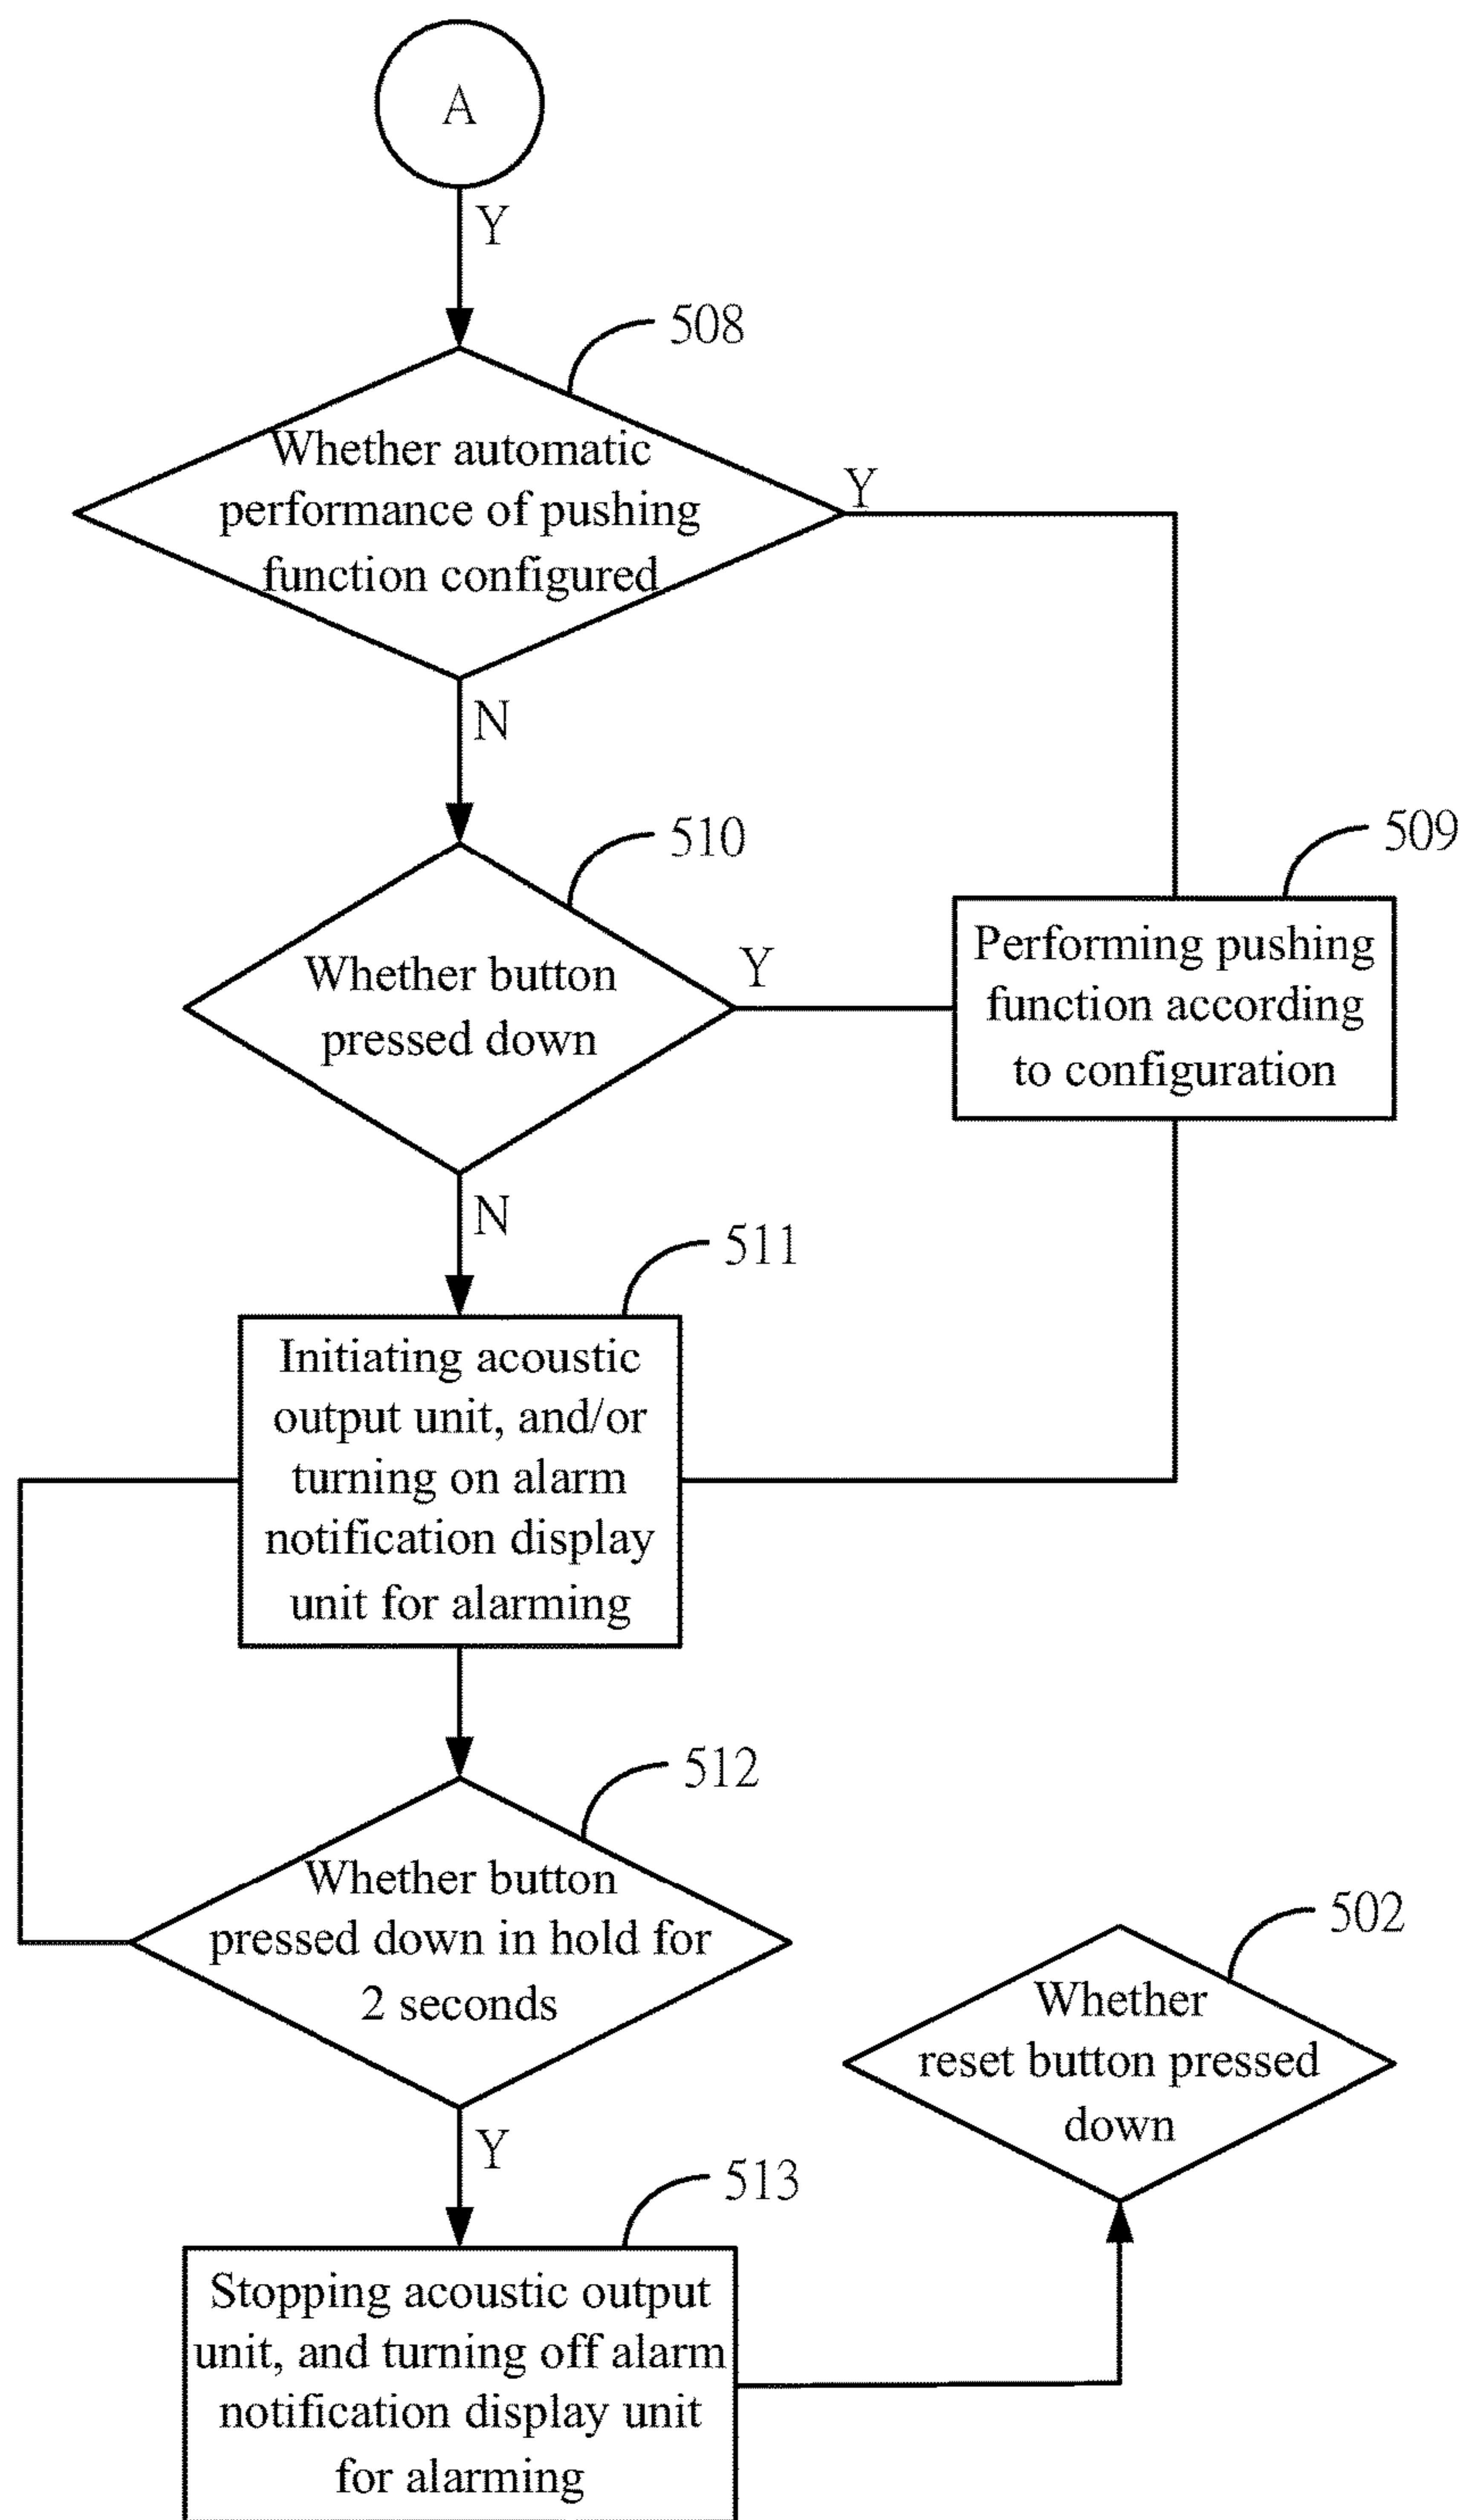 A
Y
508
Whether automatic
performance of pushing
function configured
Y
N
510
Whether button
pressed down
Y
509
Performing pushing
function according
to configuration
N
511
Initiating acoustic
output unit, and/or
turning on alarm
notification display
unit for alarming
512
Whether button
pressed down in hold for
2 seconds
502
Whether
reset button pressed
down
Y
513
Stopping acoustic output
unit, and turning off alarm
notification display unit
for alarming